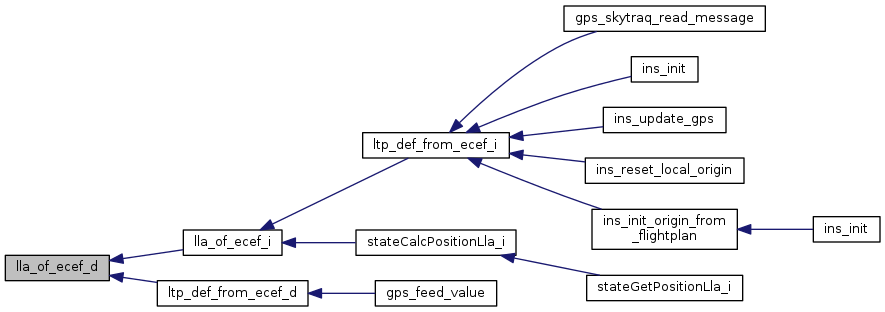 gps_skytraq_read_message
ins_init
ins_update_gps
ltp_def_from_ecef_i
ins_reset_local_origin
ins_init_origin_from
_flightplan
ins_init
lla_of_ecef_i
stateCalcPositionLla_i
lla_of_ecef_d
stateGetPositionLla_i
ltp_def_from_ecef_d
gps_feed_value